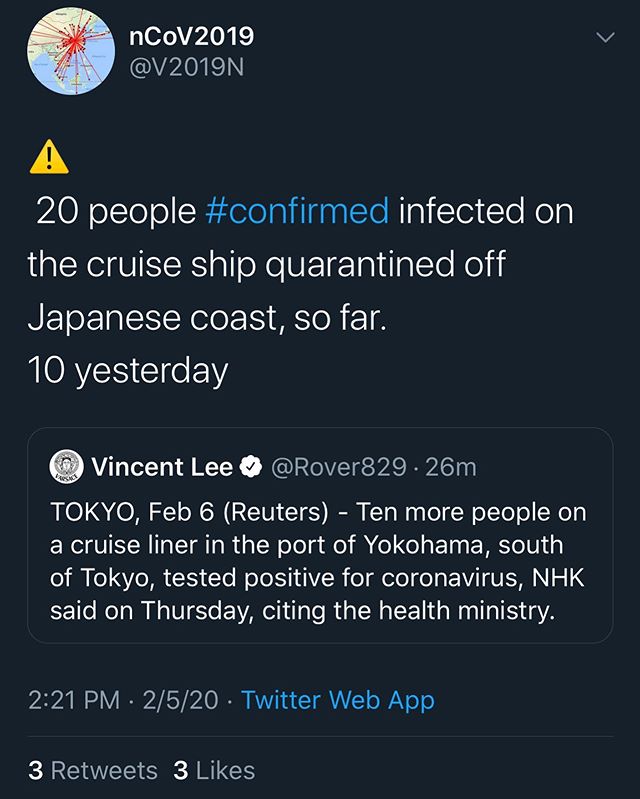 nCoV2019
@V2019N
⚠️
20 people #confirmed infected on
the cruise ship quarantined off
Japanese coast, so far.
10 yesterday
Vincent Lee @Rover829 · 26m
TOKYO, Feb 6 (Reuters) - Ten more people on
a cruise liner in the port of Yokohama, south
of Tokyo, tested positive for coronavirus, NHK
said on Thursday, citing the health ministry.
2:21 PM · 2/5/20 · Twitter Web App
3 Retweets 3 Likes